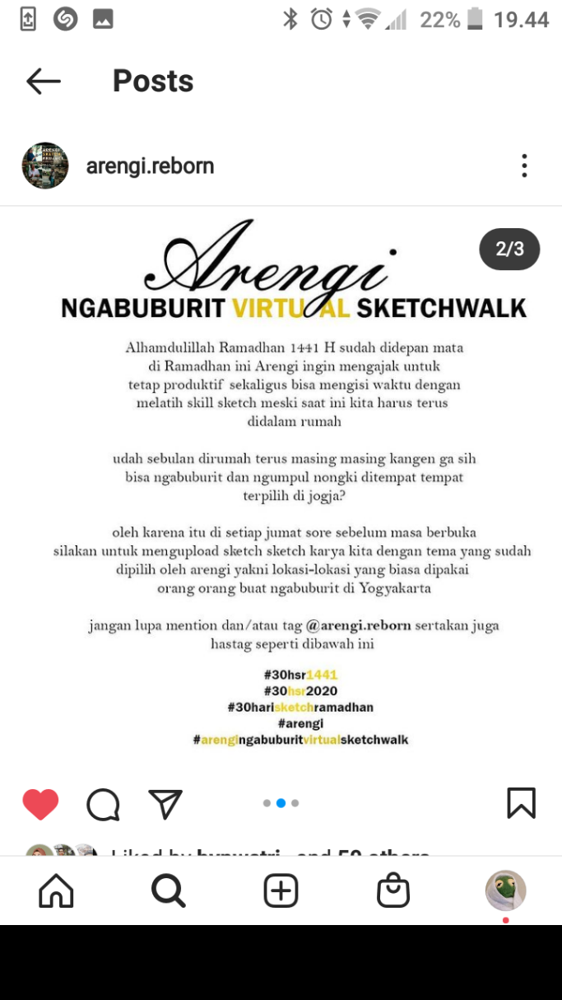 22% 19.44
Posts
arengi.reborn
2/3
Arengi
NGABUBURIT VIRTUAL SKETCHWALK
Alhamdulillah Ramadhan 1441 H sudah didepan mata
di Ramadhan ini Arengi ingin mengajak untuk
tetap produktif sekaligus bisa mengisi waktu dengan
melatih skill sketch meski saat ini kita harus terus
didalam rumah
udah sebulan dirumah terus masing masing kangen ga sih
bisa ngabuburit dan ngumpul nongki ditempat tempat
terpilih di jogja?
oleh karena itu di setiap jumat sore sebelum masa berbuka
silakan untuk mengupload sketch sketch karya kita dengan tema yang sudah
dipilih oleh arengi yakni lokasi-lokasi yang biasa dipakai
orang orang buat ngabuburit di Yogyakarta
jangan lupa mention dan/atau tag @arengi.reborn sertakan juga
hastag seperti dibawah ini
#30hsr1441
#30hsr2020
#30harisketchramadhan
#arengi
#arengingabuburitvirtualsketchwalk
Liked by and others